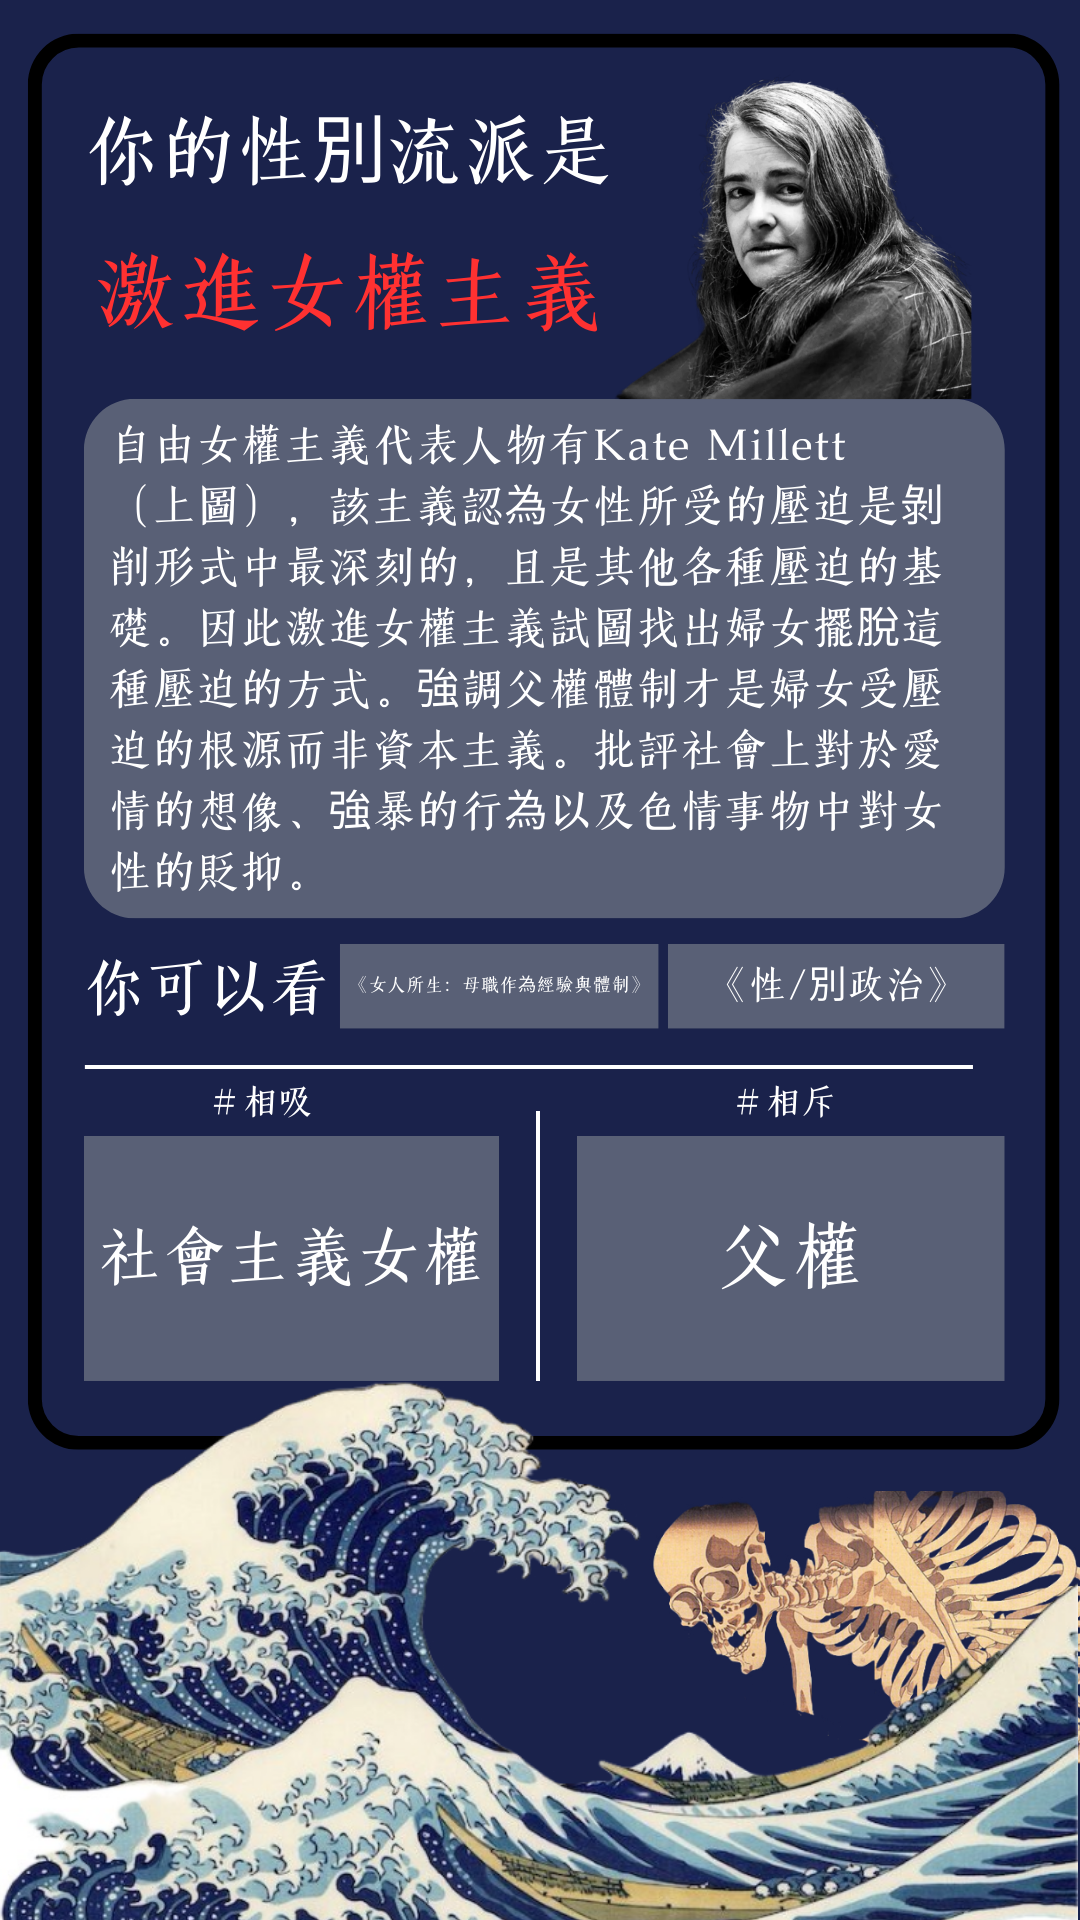 你的性別流派是
激進女權主義
自由女權主義代表人物有Kate Millett
（上圖），該主義認為女性所受的壓迫是剝
削形式中最深刻的，且是其他各種壓迫的基
礎。因此激進女權主義試圖找出婦女擺脫這
種壓迫的方式。強調父權體制才是婦女受壓
迫的根源而非資本主義。批評社會上對於愛
情的想像、強暴的行為以及色情事物中對女
性的貶抑。
你可以看
《女人所生：母職作為經驗與體制》
《性/別政治》
#相吸
#相斥
社會主義女權
父權